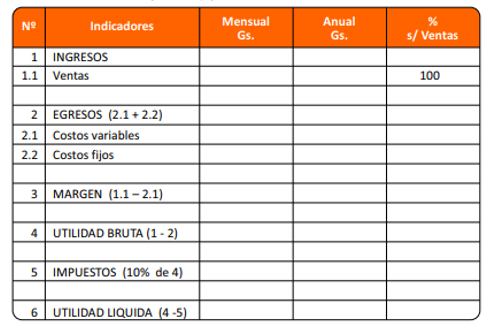 Nº Indicadores Mensual Gs. Anual Gs. % s/ Ventas
1 INGRESOS
1.1 Ventas 100
2 EGRESOS (2.1 + 2.2)
2.1 Costos variables
2.2 Costos fijos
3 MARGEN (1.1 – 2.1)
4 UTILIDAD BRUTA (1 - 2)
5 IMPUESTOS (10% de 4)
6 UTILIDAD LIQUIDA (4 -5)